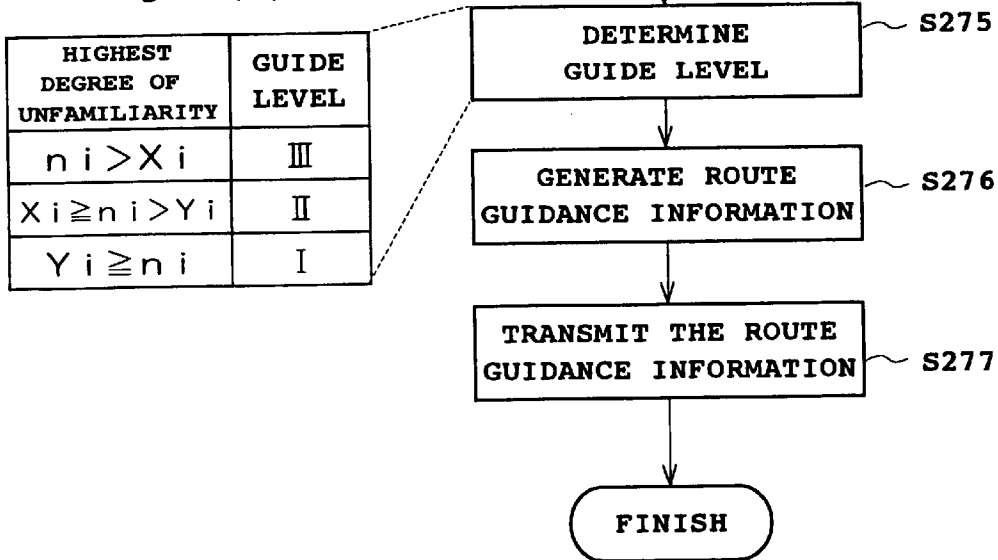 DETERMINE
GUIDE LEVEL
S275
HIGHEST
DEGREE OF
UNFAMILIARITY
GUIDE
LEVEL
ni>Xi
Ⅲ
Xi≧ni>Yi
Ⅱ
Yi≧ni
Ⅰ
GENERATE ROUTE
GUIDANCE INFORMATION
S276
TRANSMIT THE ROUTE
GUIDANCE INFORMATION
S277
FINISH